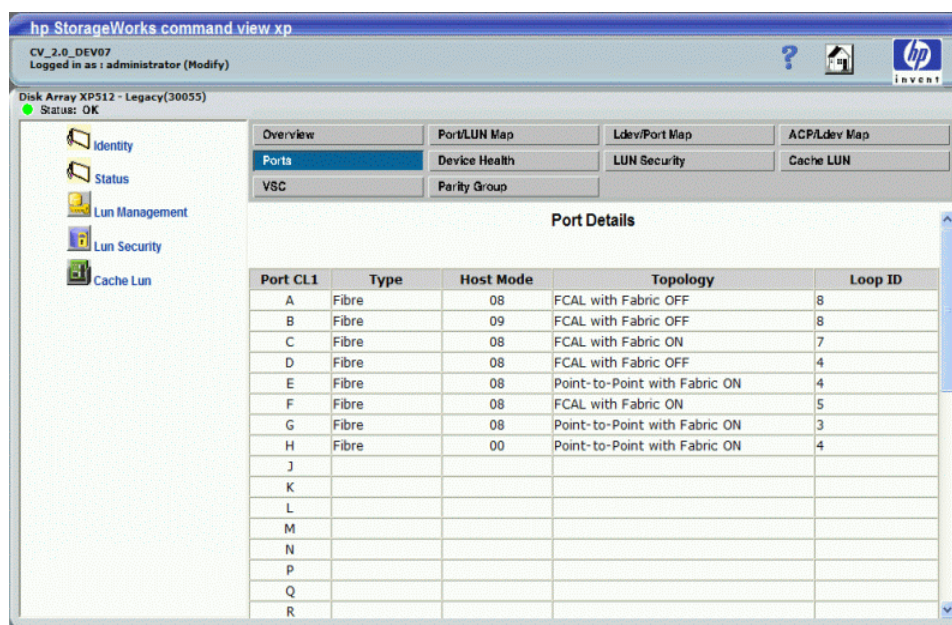 hp StorageWorks command view xp
CV_2.0_DEV07
Logged in as : administrator (Modify)
?
hp
invent
Disk Array XP512 - Legacy(30055)
Status: OK
Identity
Status
Lun Management
Lun Security
Cache Lun
Overview Port/LUN Map Ldev/Port Map ACP/Ldev Map
Ports Device Health LUN Security Cache LUN
VSC Parity Group
Port Details
Port CL1 Type Host Mode Topology Loop ID
A Fibre 08 FCAL with Fabric OFF 8
B Fibre 09 FCAL with Fabric OFF 8
C Fibre 08 FCAL with Fabric ON 7
D Fibre 08 FCAL with Fabric OFF 4
E Fibre 08 Point-to-Point with Fabric ON 4
F Fibre 08 FCAL with Fabric ON 5
G Fibre 08 Point-to-Point with Fabric ON 3
H Fibre 00 Point-to-Point with Fabric ON 4
J
K
L
M
N
P
Q
R